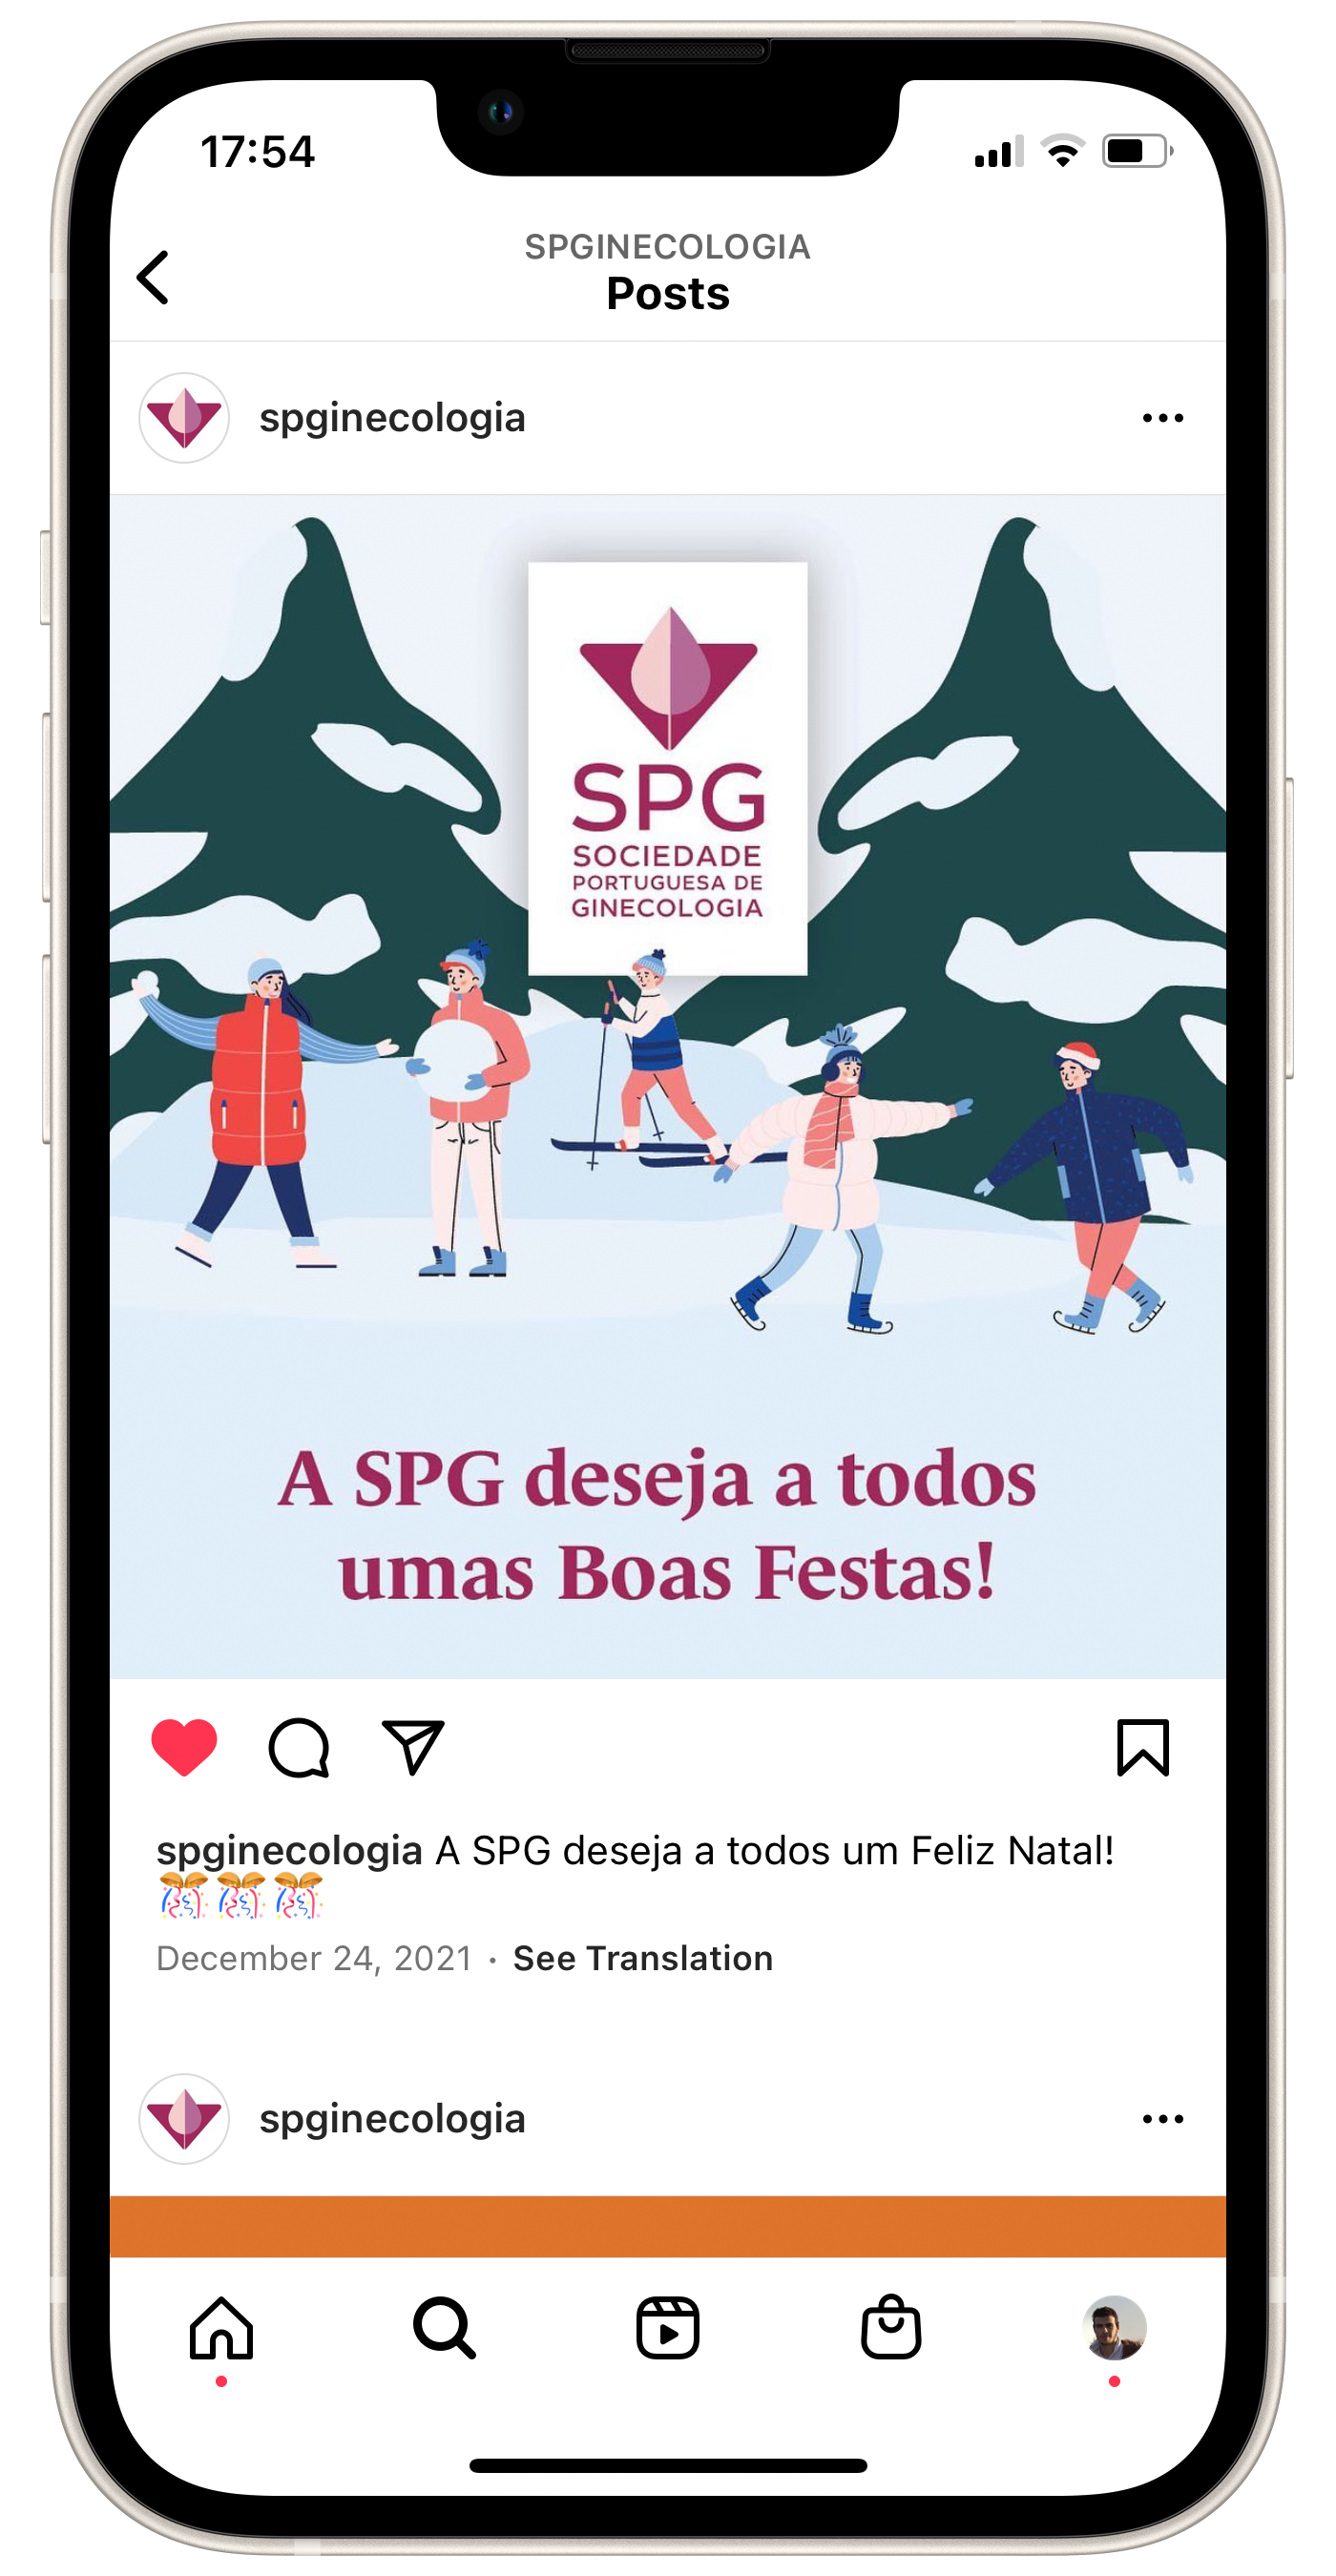 17:54
SPGINECOLOGIA
Posts
spginecologia
SPG
SOCIEDADE
PORTUGUESA DE
GINECOLOGIA
A SPG deseja a todos
umas Boas Festas!
spginecologia A SPG deseja a todos um Feliz Natal!
🎊🎊🎊
December 24, 2021 · See Translation
spginecologia